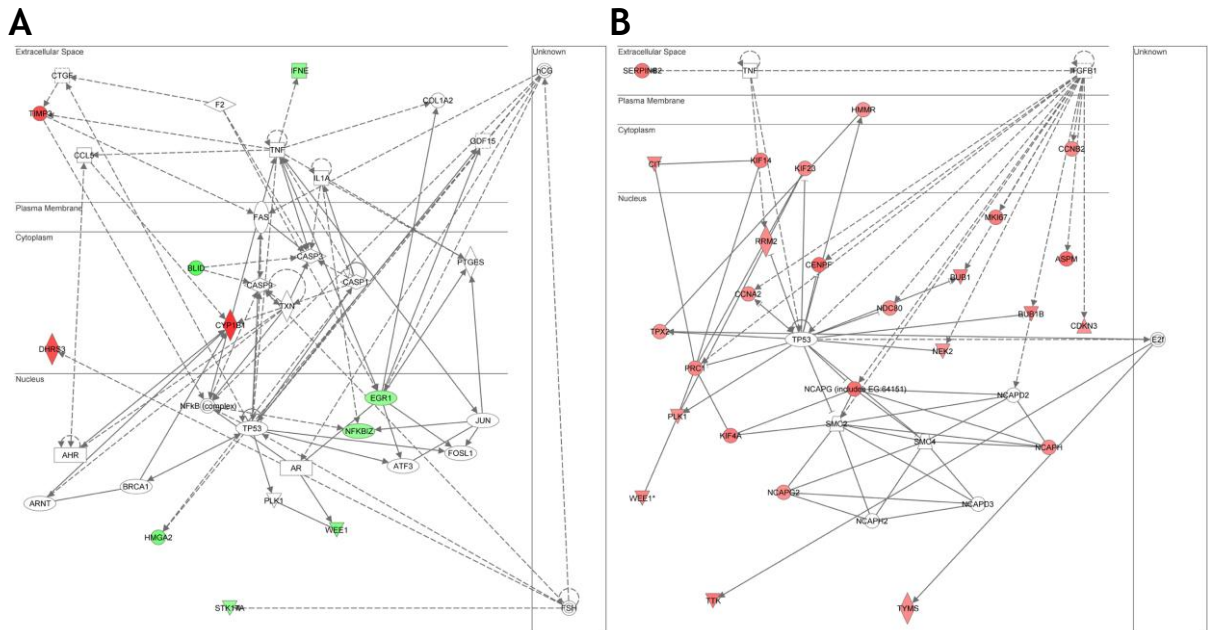 A
Extracellular Space
Unknown
CTGF
IFNE
hCG
F2
COL1A2
TIMP3
GDF15
TNF
IL1A
Plasma Membrane
FAS
Cytoplasm
CASP3
PTGES
BLID
CASP9
CASP1
TXN
CYP1B1
DHRS3
Nucleus
EGR1
NFkB (complex)
TP53
NFKBIZ
JUN
FOSL1
AHR
AR
ATF3
BRCA1
ARNT
PLK1
WEE1
HMGA2
STK17A
FSH
B
Extracellular Space
Unknown
SERPINB2
TNF
TGFB1
Plasma Membrane
HMMR
Cytoplasm
CCNB2
CIT
KIF14
KIF23
Nucleus
MKI67
RRM2
CENPF
ASPM
BUB1
CCNA2
NDC80
BUB1B
CDKN3
TPX2
TP53
E2f
NEK2
PRC1
NCAPG (includes EG:64151)
NCAPD2
PLK1
SMC2
KIF4A
SMC4
NCAPH
NCAPG2
WEE1*
NCAPD3
NCAPH2
TTK
TYMS